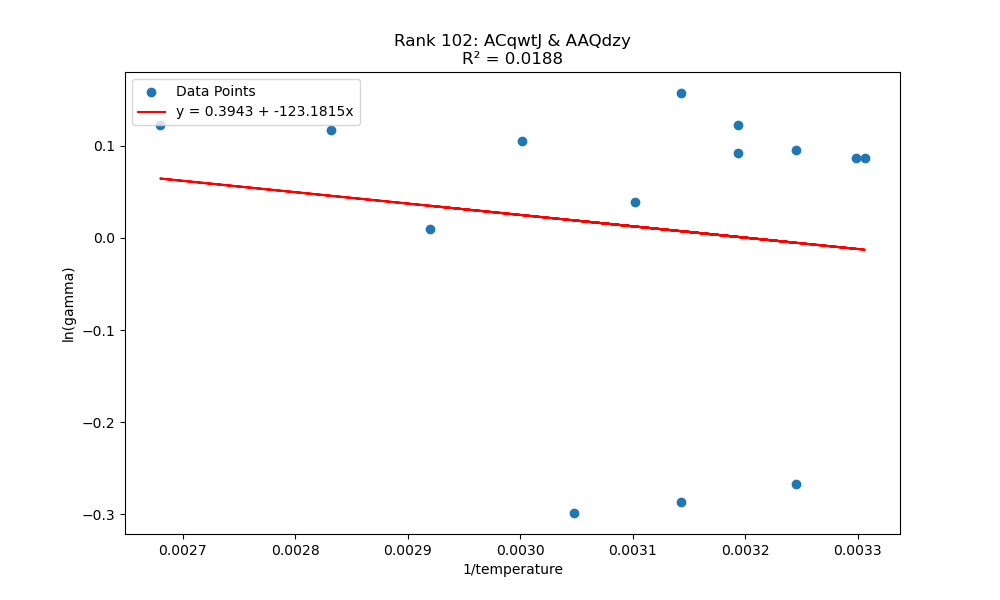 Rank 102: ACqwtJ & AAQdzy
R² = 0.0188
Data Points
y = 0.3943 + -123.1815x
ln(gamma)
0.1
0.0
−0.1
−0.2
−0.3
0.0027 0.0028 0.0029 0.0030 0.0031 0.0032 0.0033
1/temperature